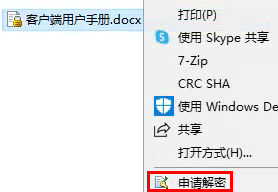 打印(P)
客户端用户手册.docx
使用 Skype 共享
7-Zip
CRC SHA
使用 Windows De
共享
打开方式(H)...
申请解密